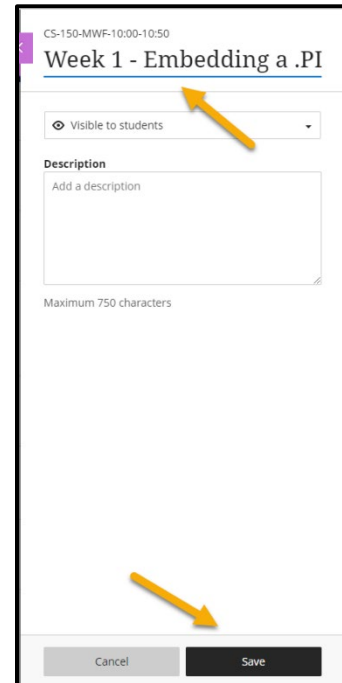 CS-150-MWF-10:00-10:50
Week 1 - Embedding a .PI
Visible to students
Description
Add a description
Maximum 750 characters
Cancel Save